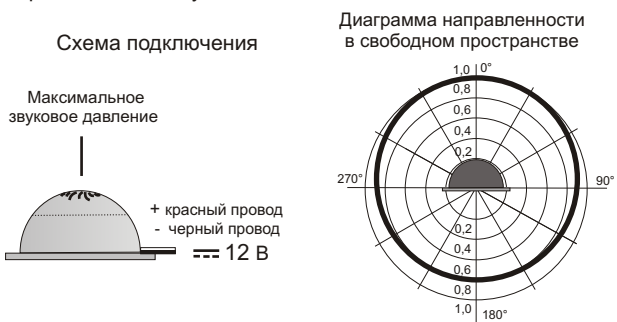 Схема подключения
Максимальное
звуковое давление
+ красный провод
- черный провод
12 В
Диаграмма направленности
в свободном пространстве
1,0 0°
0,8
0,6
0,4
0,2
270°
90°
0,2
0,4
0,6
0,8
1,0 180°